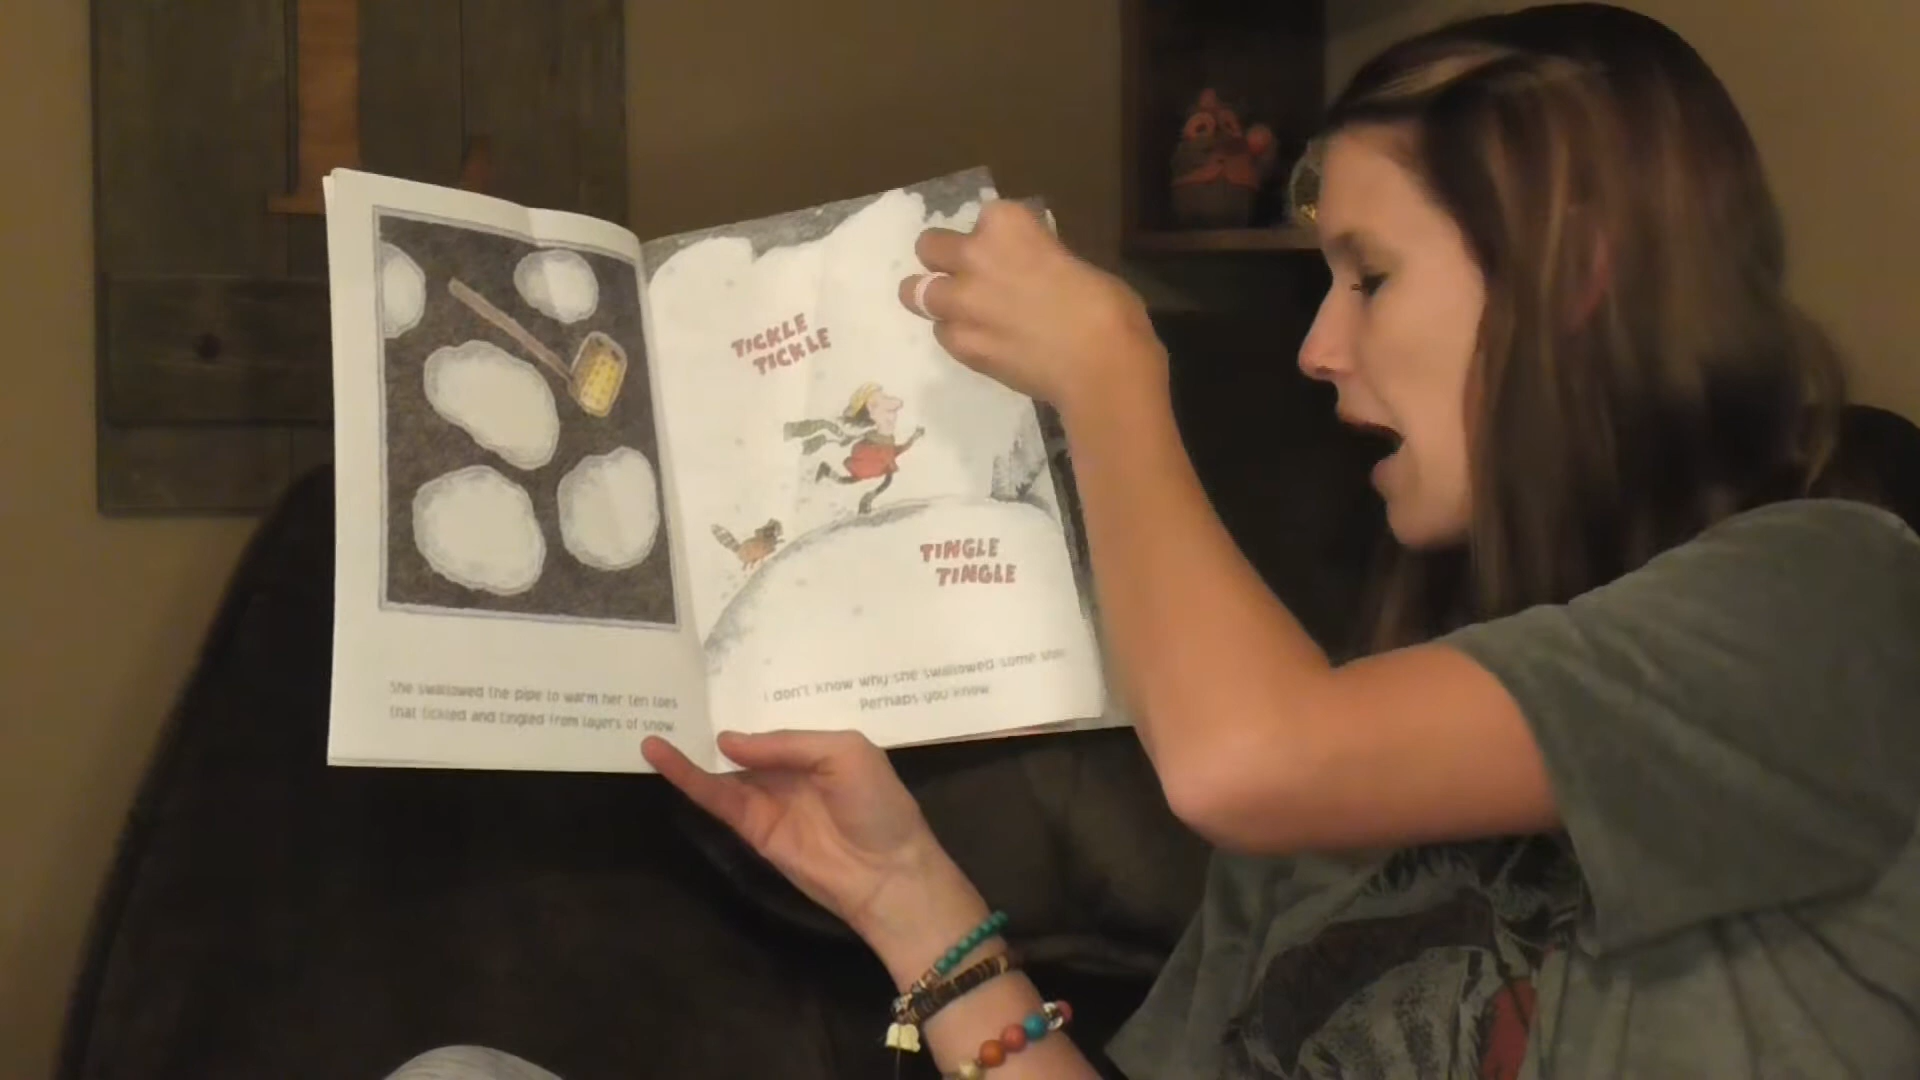 She swallowed the pipe to warm her ten toes
that tickled and tingled from layers of snow.
TICKLE
TICKLE
TINGLE
TINGLE
I don't know why she swallowed some snow.
Perhaps you know.